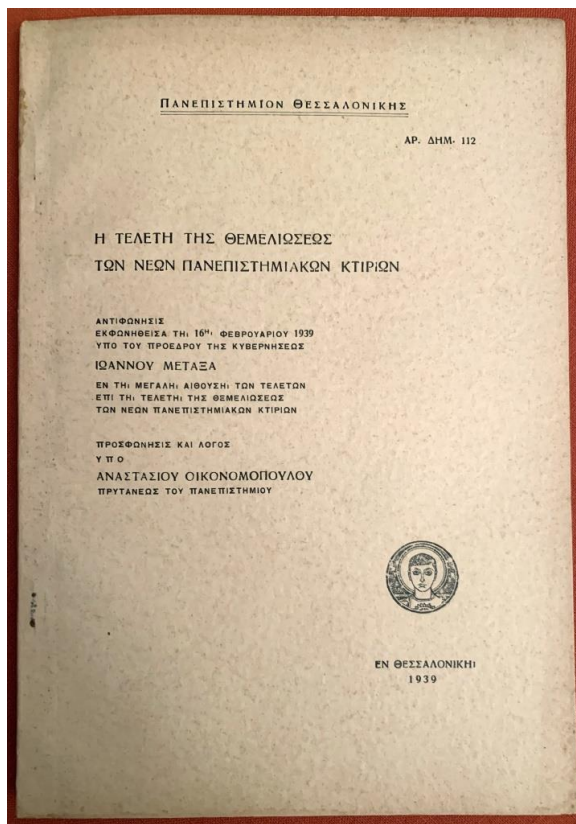 ΠΑΝΕΠΙΣΤΗΜΙΟΝ ΘΕΣΣΑΛΟΝΙΚΗΣ
ΑΡ. ΔΗΜ. 112
Η ΤΕΛΕΤΗ ΤΗΣ ΘΕΜΕΛΙΩΣΕΩΣ
ΤΩΝ ΝΕΩΝ ΠΑΝΕΠΙΣΤΗΜΙΑΚΩΝ ΚΤΙΡΙΩΝ
ΑΝΤΙΦΩΝΗΣΙΣ
ΕΚΦΩΝΗΘΕΙΣΑ ΤΗι 16Ηι ΦΕΒΡΟΥΑΡΙΟΥ 1939
ΥΠΟ ΤΟΥ ΠΡΟΕΔΡΟΥ ΤΗΣ ΚΥΒΕΡΝΗΣΕΩΣ
ΙΩΑΝΝΟΥ ΜΕΤΑΞΑ
ΕΝ ΤΗι ΜΕΓΑΛΗι ΑΙΘΟΥΣΗι ΤΩΝ ΤΕΛΕΤΩΝ
ΕΠΙ ΤΗι ΤΕΛΕΤΗι ΤΗΣ ΘΕΜΕΛΙΩΣΕΩΣ
ΤΩΝ ΝΕΩΝ ΠΑΝΕΠΙΣΤΗΜΙΑΚΩΝ ΚΤΙΡΙΩΝ
ΠΡΟΣΦΩΝΗΣΙΣ ΚΑΙ ΛΟΓΟΣ
ΥΠΟ
ΑΝΑΣΤΑΣΙΟΥ ΟΙΚΟΝΟΜΟΠΟΥΛΟΥ
ΠΡΥΤΑΝΕΩΣ ΤΟΥ ΠΑΝΕΠΙΣΤΗΜΙΟΥ
ΕΝ ΘΕΣΣΑΛΟΝΙΚΗι
1939